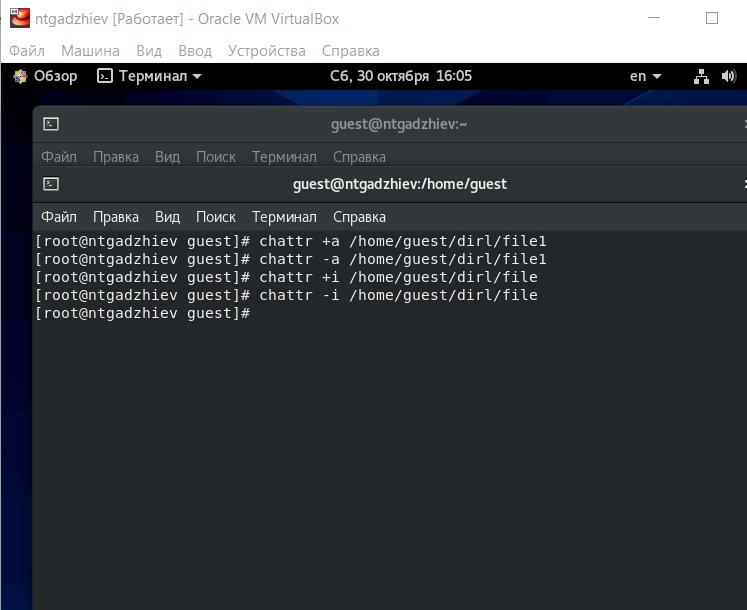 ntgadzhiev [Работает] - Oracle VM VirtualBox
Файл Машина Вид Ввод Устройства Справка
Обзор Терминал Сб, 30 октября 16:05 en
guest@ntgadzhiev:~
Файл Правка Вид Поиск Терминал Справка
guest@ntgadzhiev:/home/guest
Файл Правка Вид Поиск Терминал Справка
[root@ntgadzhiev guest]# chattr +a /home/guest/dirl/file1
[root@ntgadzhiev guest]# chattr -a /home/guest/dirl/file1
[root@ntgadzhiev guest]# chattr +i /home/guest/dirl/file
[root@ntgadzhiev guest]# chattr -i /home/guest/dirl/file
[root@ntgadzhiev guest]#